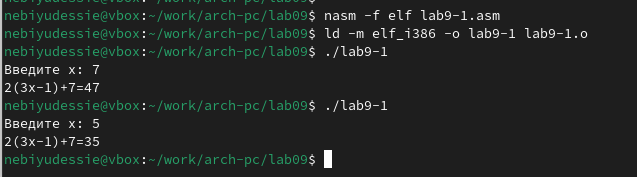 nebiyudessie@vbox:~/work/arch-pc/lab09$ nasm -f elf lab9-1.asm
nebiyudessie@vbox:~/work/arch-pc/lab09$ ld -m elf_i386 -o lab9-1 lab9-1.o
nebiyudessie@vbox:~/work/arch-pc/lab09$ ./lab9-1
Введите x: 7
2(3x-1)+7=47
nebiyudessie@vbox:~/work/arch-pc/lab09$ ./lab9-1
Введите x: 5
2(3x-1)+7=35
nebiyudessie@vbox:~/work/arch-pc/lab09$